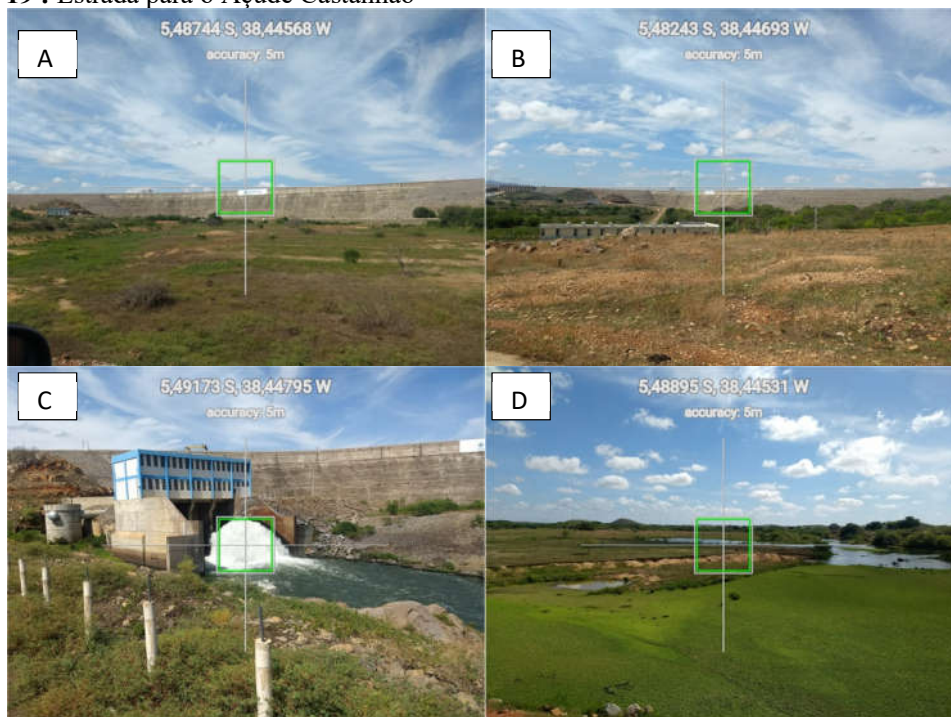 19 . Estrada para o Açude Castanhão
A
5,48744 S, 38,44568 W
accuracy: 5m
B
5,48243 S, 38,44693 W
accuracy: 5m
C
5,49173 S, 38,44795 W
accuracy: 5m
D
5,48895 S, 38,44531 W
accuracy: 5m